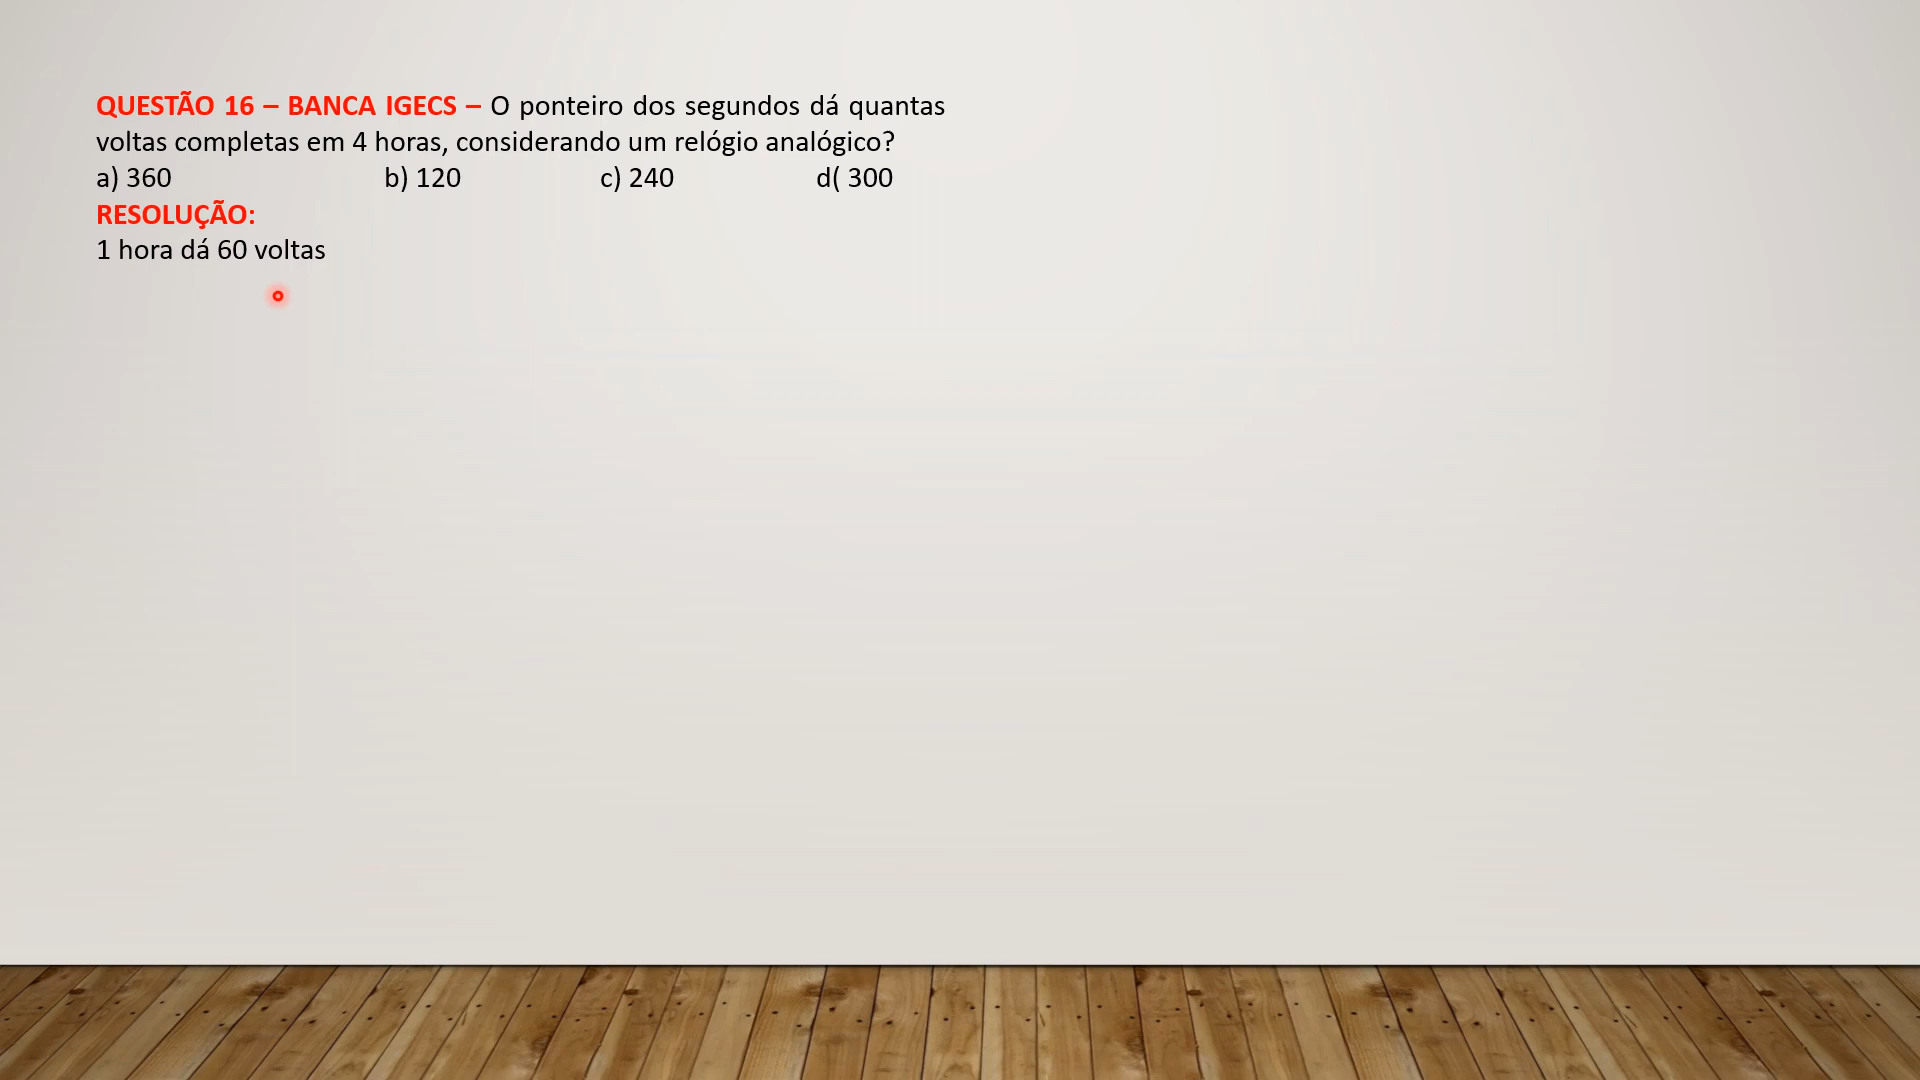 QUESTÃO 16 – BANCA IGECS – O ponteiro dos segundos dá quantas
voltas completas em 4 horas, considerando um relógio analógico?
a) 360 b) 120 c) 240 d( 300
RESOLUÇÃO:
1 hora dá 60 voltas